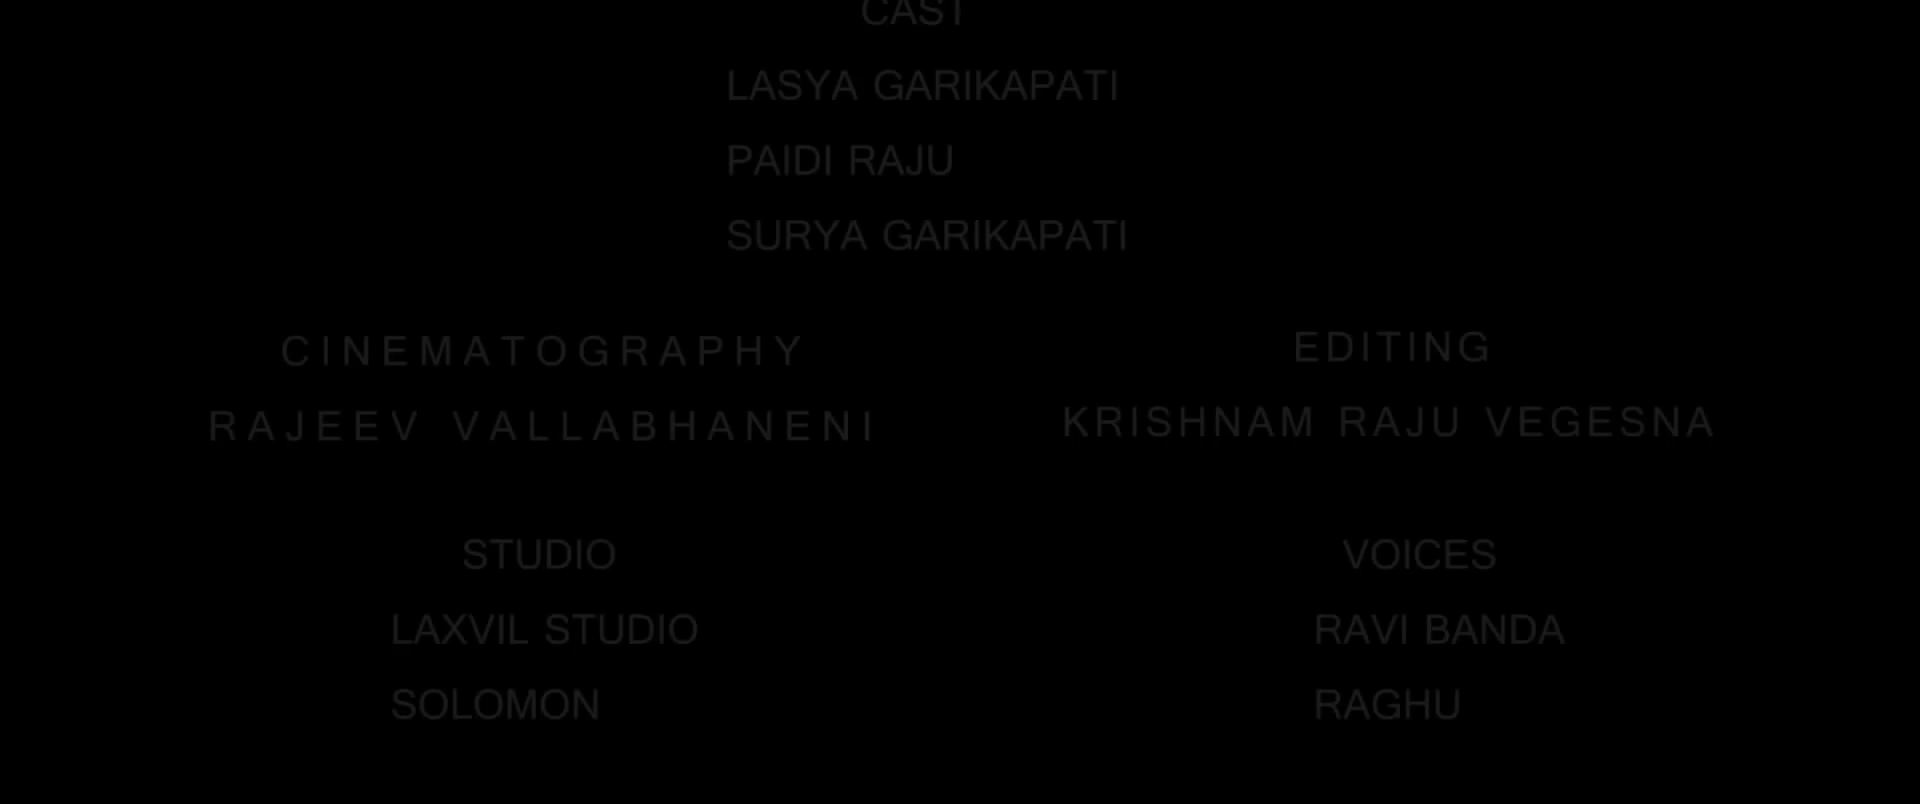 CAST
LASYA GARIKAPATI
PAIDI RAJU
SURYA GARIKAPATI
CINEMATOGRAPHY
RAJEEV VALLABHANENI
EDITING
KRISHNAM RAJU VEGESNA
STUDIO
LAXVIL STUDIO
SOLOMON
VOICES
RAVI BANDA
RAGHU